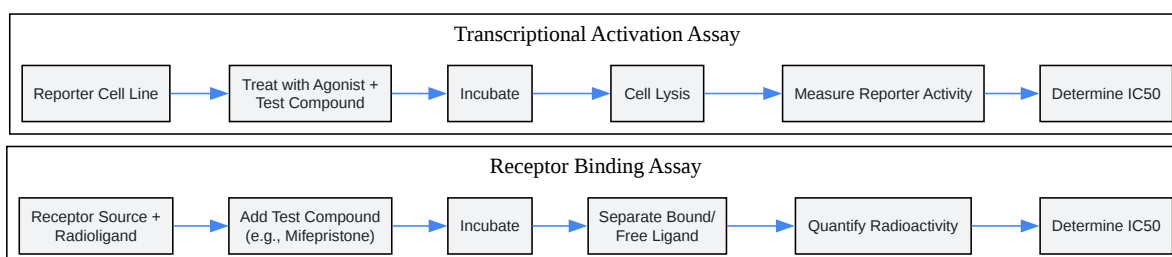 Transcriptional Activation Assay
Reporter Cell Line
Treat with Agonist +
Test Compound
Incubate
Cell Lysis
Measure Reporter Activity
Determine IC50
Receptor Binding Assay
Receptor Source +
Radioligand
Add Test Compound
(e.g., Mifepristone)
Incubate
Separate Bound/
Free Ligand
Quantify Radioactivity
Determine IC50